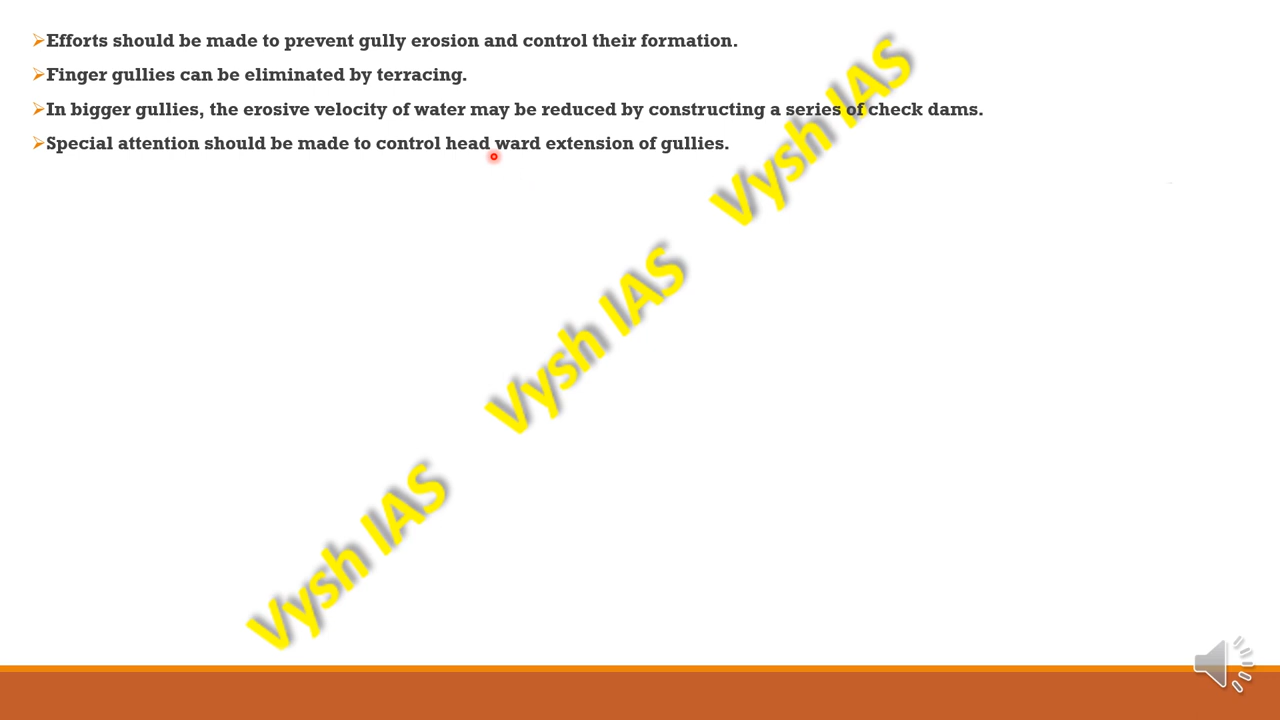 Efforts should be made to prevent gully erosion and control their formation.
Finger gullies can be eliminated by terracing.
In bigger gullies, the erosive velocity of water may be reduced by constructing a series of check dams.
Special attention should be made to control head ward extension of gullies.
Vysh IAS
Vysh IAS
Vysh IAS